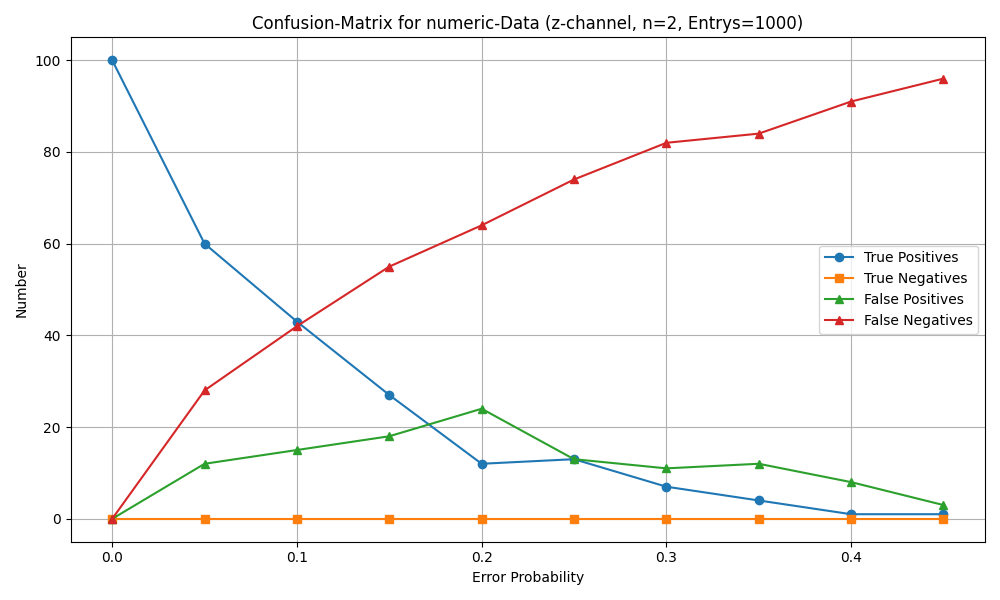 Confusion-Matrix for numeric-Data (z-channel, n=2, Entrys=1000)
100
80
60
40
20
0
Number
True Positives
True Negatives
False Positives
False Negatives
0.0 0.1 0.2 0.3 0.4
Error Probability